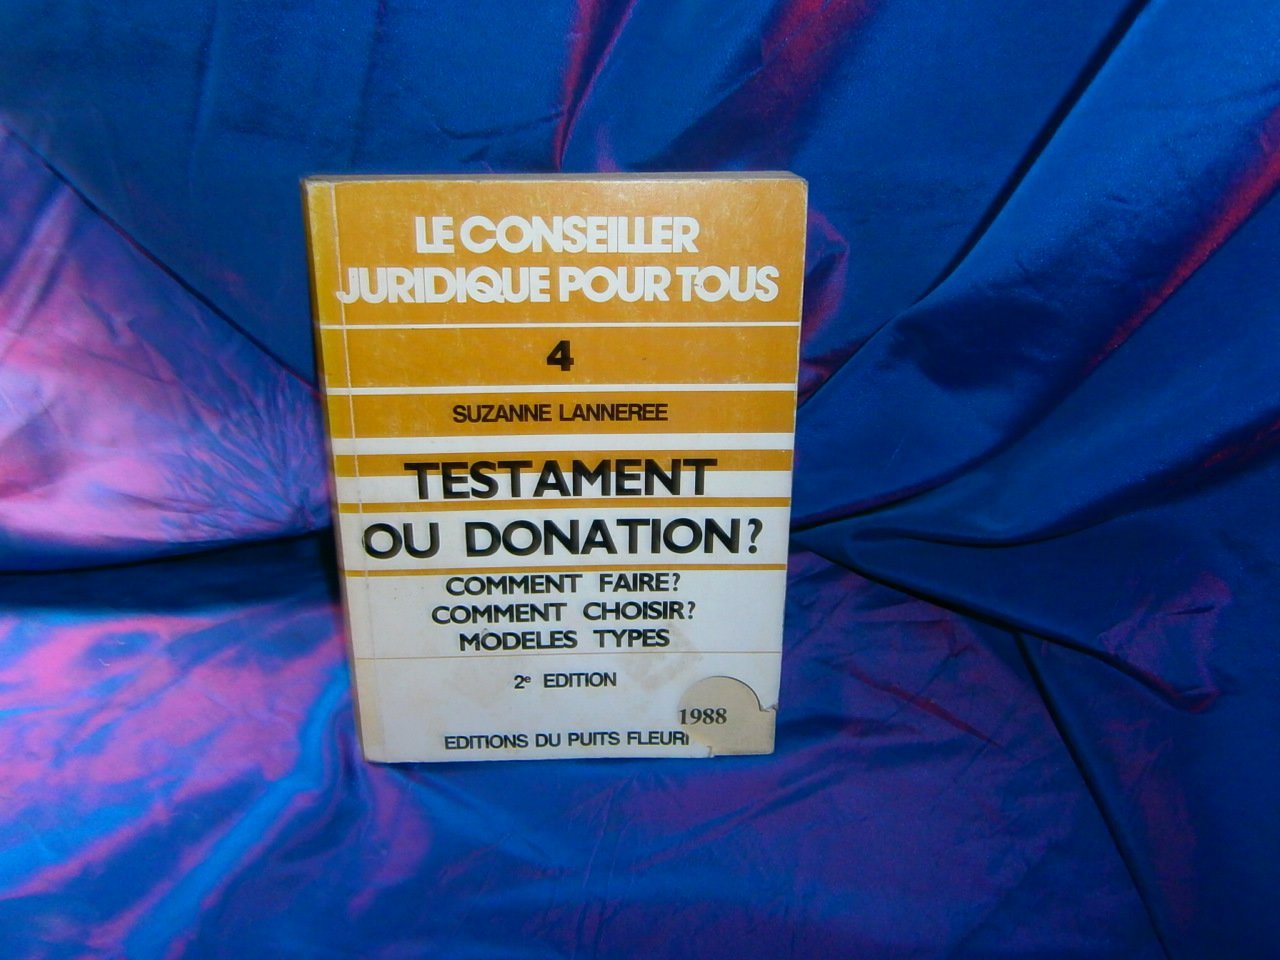 LE CONSEILLER
JURIDIQUE POUR TOUS
4
SUZANNE LANNEREE
TESTAMENT
OU DONATION?
COMMENT FAIRE?
COMMENT CHOISIR?
MODELES TYPES
2e EDITION
1988
EDITIONS DU PUITS FLEURI